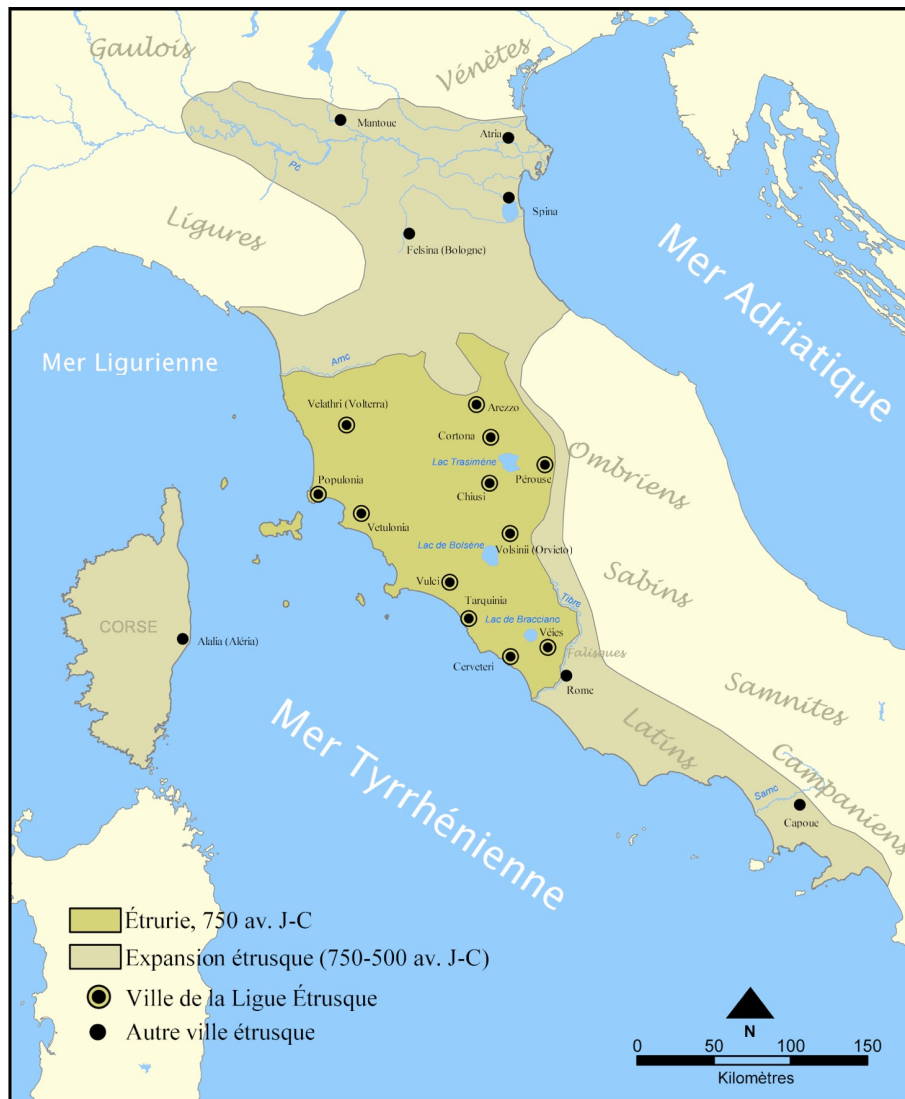 Gaulois
Vénètes
Mantoue
Atria
Pô
Spina
Ligures
Felsina (Bologne)
Mer Adriatique
Mer Ligurienne
Arno
Velathri (Volterra)
Arezzo
Cortona
Ombriens
Lac Trasimène
Pérouse
Populonia
Chiusi
Vetulonia
Volsinii (Orvieto)
Lac de Bolsène
Sabins
Vulci
Tibre
Tarquinia
Lac de Bracciano
CORSE
Alalia (Aléria)
Véies
Falisques
Cerveteri
Rome
Samnites
Latins
Mer Tyrrhénienne
Campaniens
Sarno
Capoue
Étrurie, 750 av. J-C
Expansion étrusque (750-500 av. J-C)
Ville de la Ligue Étrusque
Autre ville étrusque
N
0 50 100 150
Kilomètres